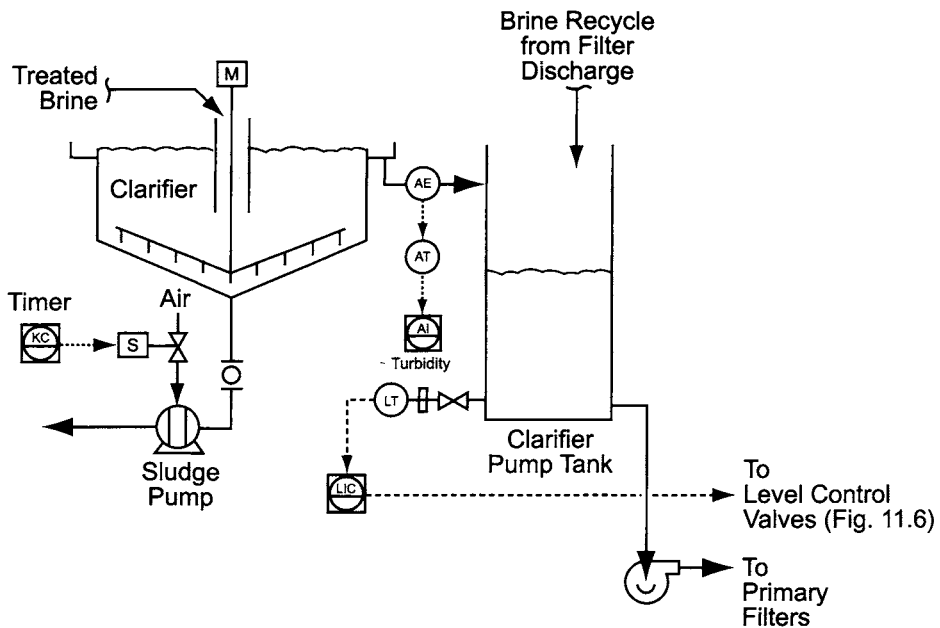 Brine Recycle
from Filter
Discharge
Treated
Brine
M
Clarifier
AE
AT
AI
Turbidity
Timer
Air
KC
S
LT
Sludge
Pump
Clarifier
Pump Tank
LIC
To
Level Control
Valves (Fig. 11.6)
To
Primary
Filters